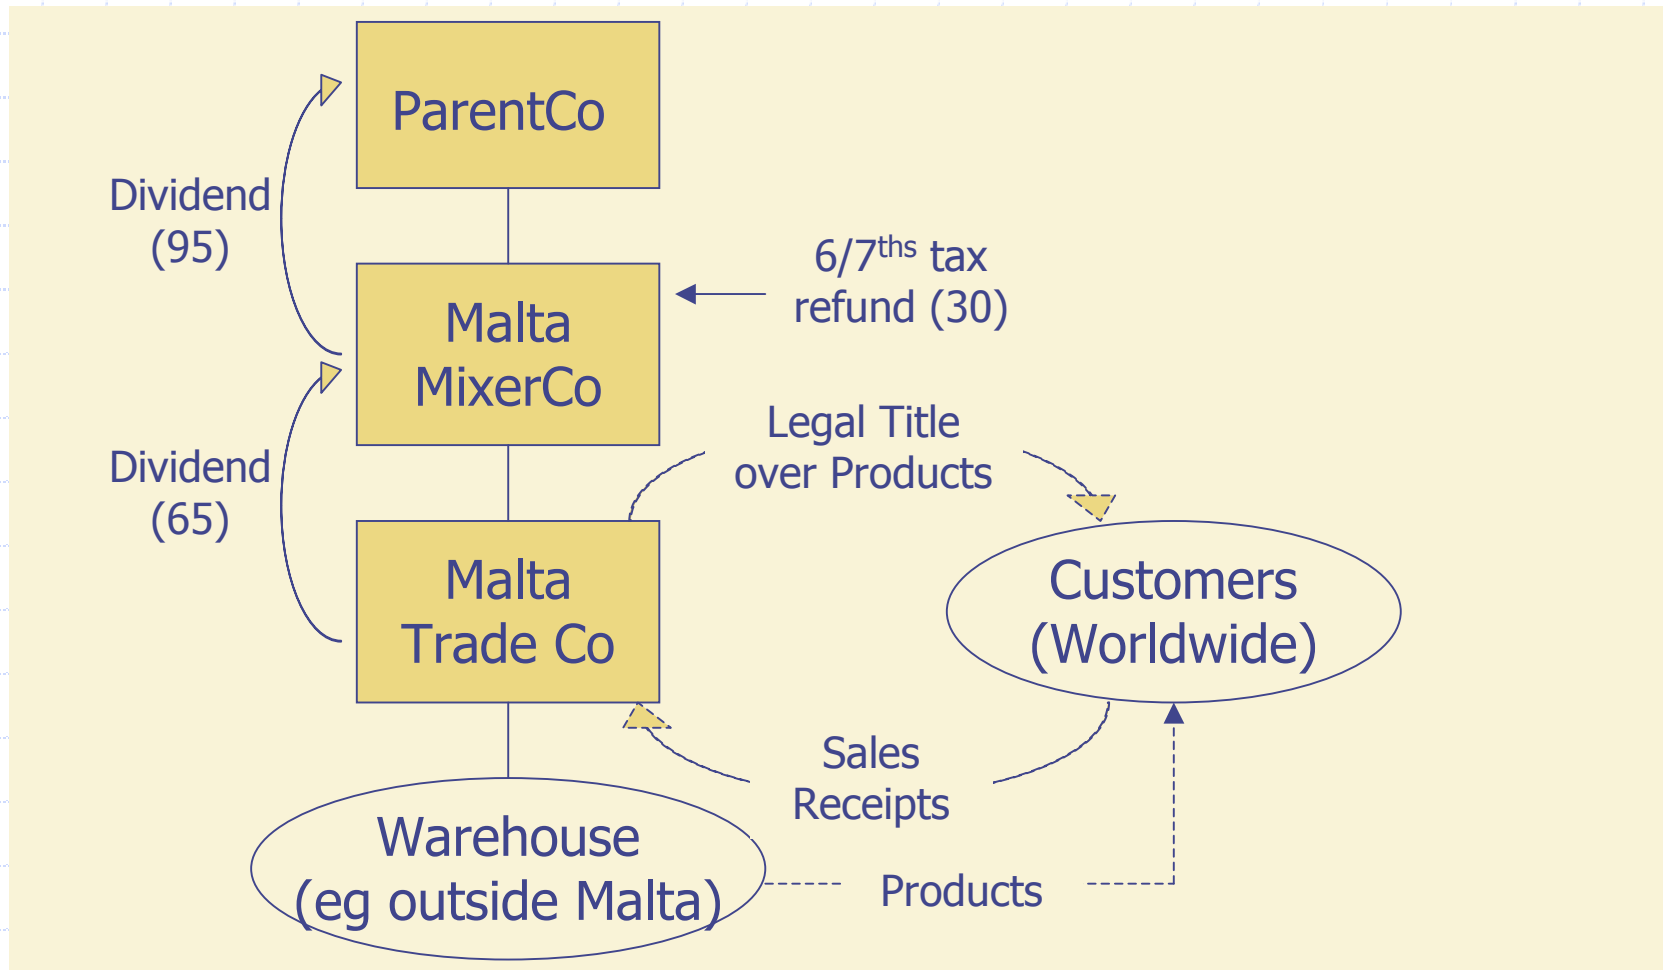 ParentCo
Dividend
(95)
6/7ths tax
refund (30)
Malta
MixerCo
Legal Title
over Products
Dividend
(65)
Malta
Trade Co
Customers
(Worldwide)
Sales
Receipts
Warehouse
(eg outside Malta)
Products